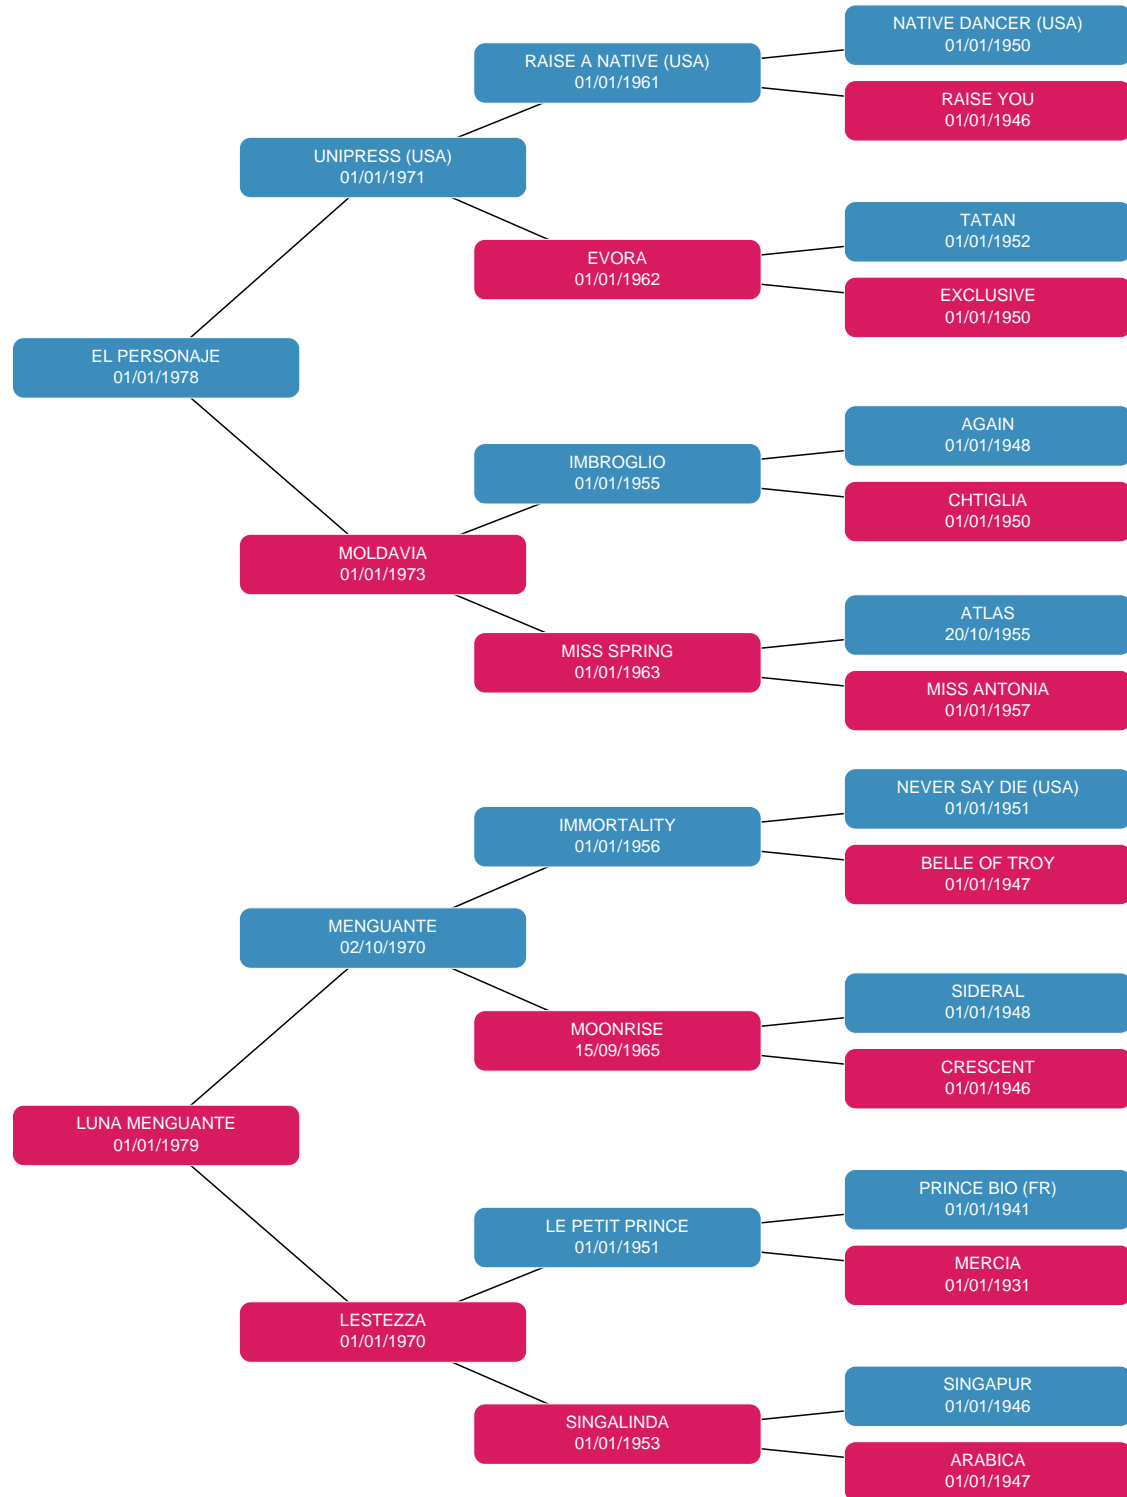 NATIVE DANCER (USA)
01/01/1950
RAISE A NATIVE (USA)
01/01/1961
RAISE YOU
01/01/1946
UNIPRESS (USA)
01/01/1971
TATAN
01/01/1952
EVORA
01/01/1962
EXCLUSIVE
01/01/1950
EL PERSONAJE
01/01/1978
AGAIN
01/01/1948
IMBROGLIO
01/01/1955
CHTIGLIA
01/01/1950
MOLDAVIA
01/01/1973
ATLAS
20/10/1955
MISS SPRING
01/01/1963
MISS ANTONIA
01/01/1957
NEVER SAY DIE (USA)
01/01/1951
IMMORTALITY
01/01/1956
BELLE OF TROY
01/01/1947
MENGUANTE
02/10/1970
SIDERAL
01/01/1948
MOONRISE
15/09/1965
CRESCENT
01/01/1946
LUNA MENGUANTE
01/01/1979
PRINCE BIO (FR)
01/01/1941
LE PETIT PRINCE
01/01/1951
MERCIA
01/01/1931
LESTEZZA
01/01/1970
SINGAPUR
01/01/1946
SINGALINDA
01/01/1953
ARABICA
01/01/1947